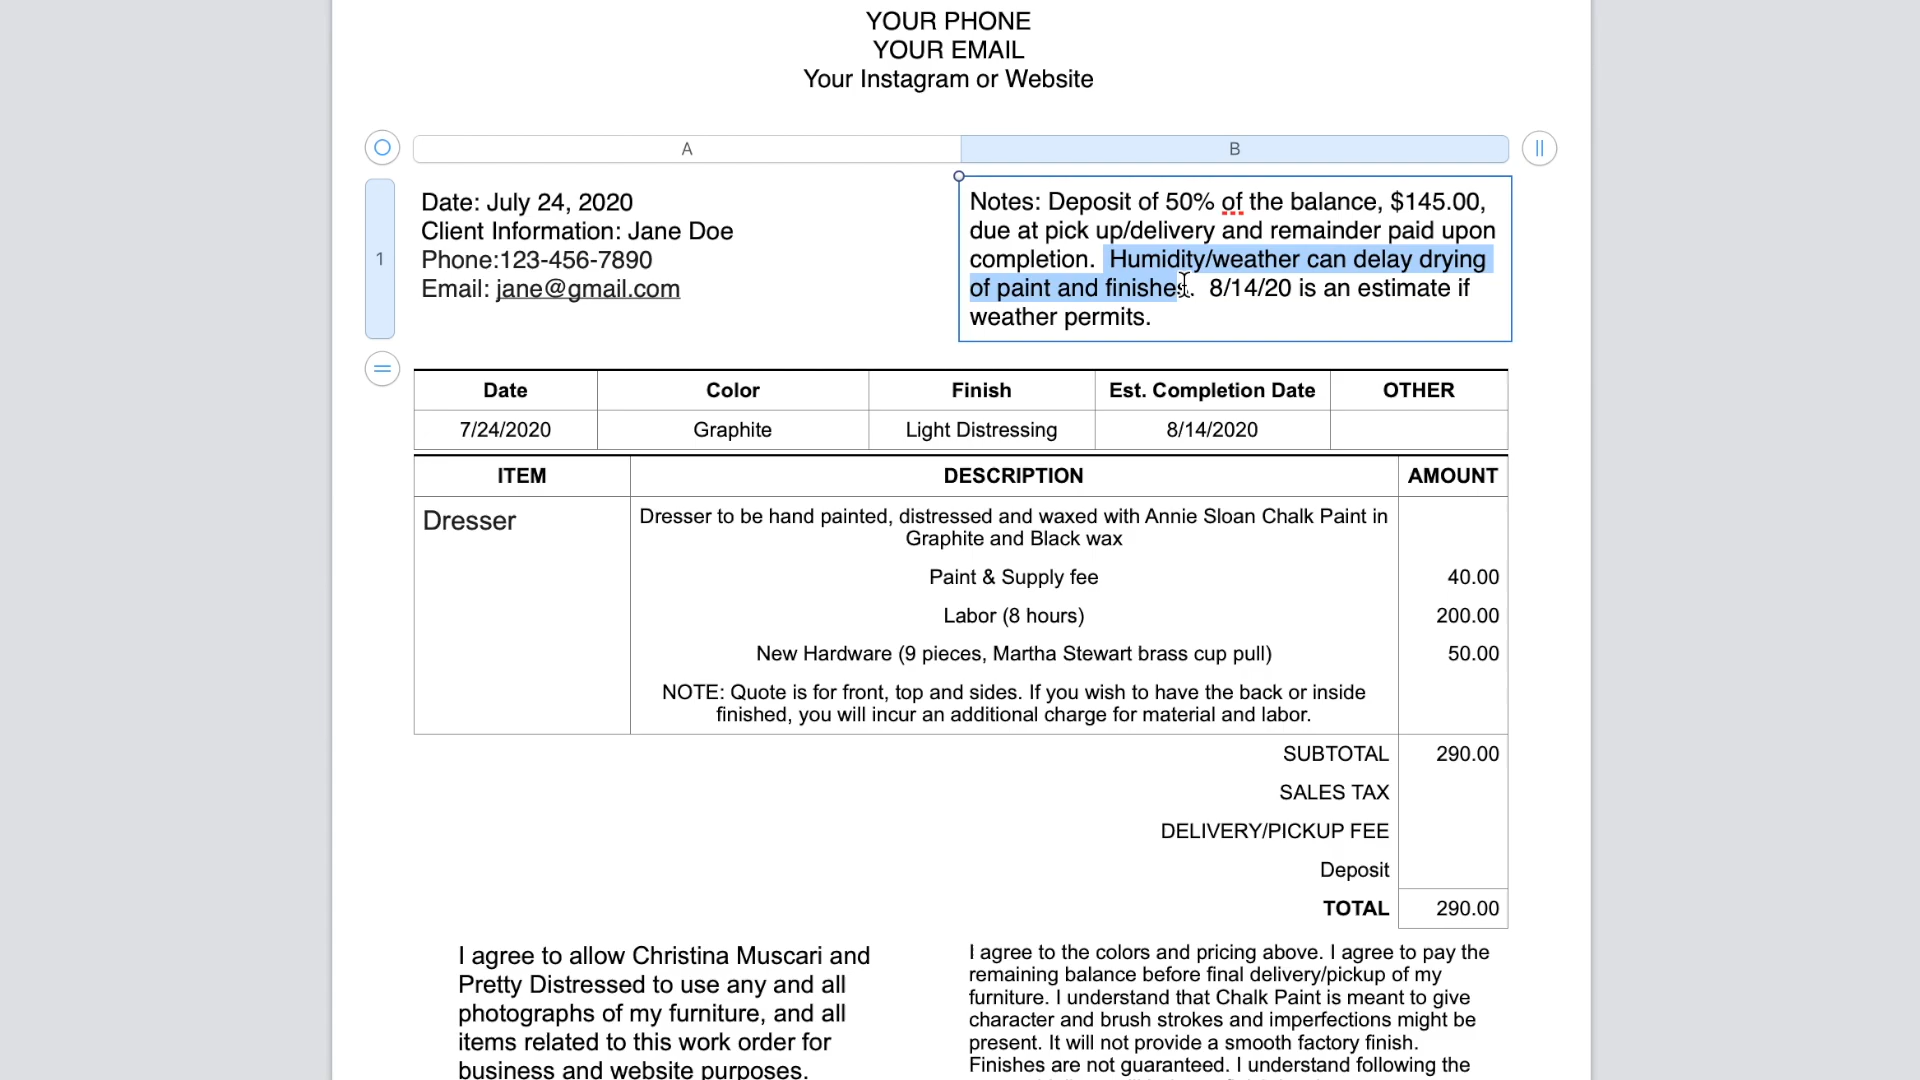 YOUR PHONE
YOUR EMAIL
Your Instagram or Website
A
B
1
Date: July 24, 2020
Client Information: Jane Doe
Phone:123-456-7890
Email: jane@gmail.com
Notes: Deposit of 50% of the balance, $145.00,
due at pick up/delivery and remainder paid upon
completion.  Humidity/weather can delay drying
of paint and finishes.  8/14/20 is an estimate if
weather permits.
Date Color Finish Est. Completion Date OTHER
7/24/2020 Graphite Light Distressing 8/14/2020
ITEM DESCRIPTION AMOUNT
Dresser
Dresser to be hand painted, distressed and waxed with Annie Sloan Chalk Paint in
Graphite and Black wax
Paint & Supply fee 40.00
Labor (8 hours) 200.00
New Hardware (9 pieces, Martha Stewart brass cup pull) 50.00
NOTE: Quote is for front, top and sides. If you wish to have the back or inside
finished, you will incur an additional charge for material and labor.
SUBTOTAL 290.00
SALES TAX
DELIVERY/PICKUP FEE
Deposit
TOTAL 290.00
I agree to allow Christina Muscari and
Pretty Distressed to use any and all
photographs of my furniture, and all
items related to this work order for
business and website purposes.
I agree to the colors and pricing above. I agree to pay the
remaining balance before final delivery/pickup of my
furniture. I understand that Chalk Paint is meant to give
character and brush strokes and imperfections might be
present. It will not provide a smooth factory finish.
Finishes are not guaranteed. I understand following the